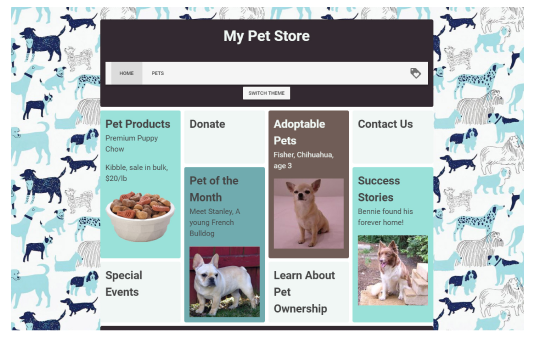 My Pet Store
HOME PETS
SWITCH THEME
Pet Products
Premium Puppy
Chow
Kibble, sale in bulk,
$20/lb
Special
Events
Donate
Pet of the
Month
Meet Stanley, A
young French
Bulldog
Adoptable
Pets
Fisher, Chihuahua,
age 3
Learn About
Pet
Ownership
Contact Us
Success
Stories
Bennie found his
forever home!